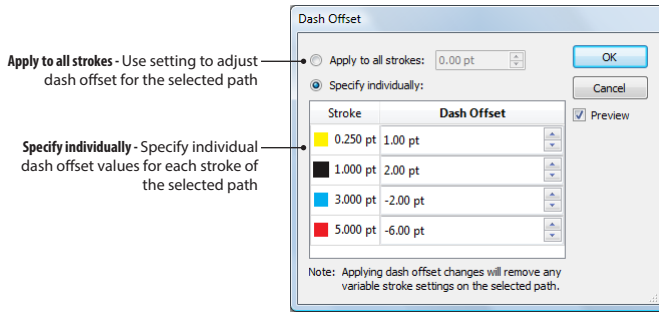 Dash Offset
Apply to all strokes - Use setting to adjust
dash offset for the selected path
Apply to all strokes: 0.00 pt
OK
Specify individually:
Cancel
Preview
Stroke Dash Offset
Specify individually - Specify individual
dash offset values for each stroke of
the selected path
0.250 pt 1.00 pt
1.000 pt 2.00 pt
3.000 pt -2.00 pt
5.000 pt -6.00 pt
Note: Applying dash offset changes will remove any
variable stroke settings on the selected path.